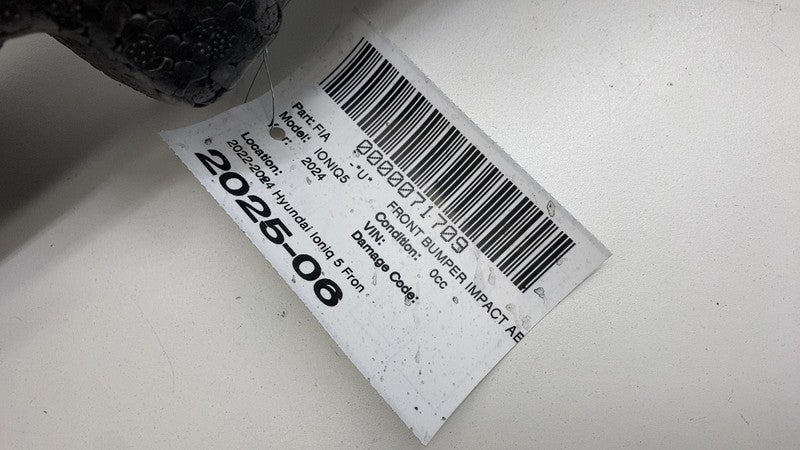 0000071709
Part: FIA -*U* FRONT BUMPER IMPACT AB
Model: IONIQ5 Condition: 0cc
2024 VIN:
Location: Damage Code:
2022-2024 Hyundai Ioniq 5 Fron
2025-06